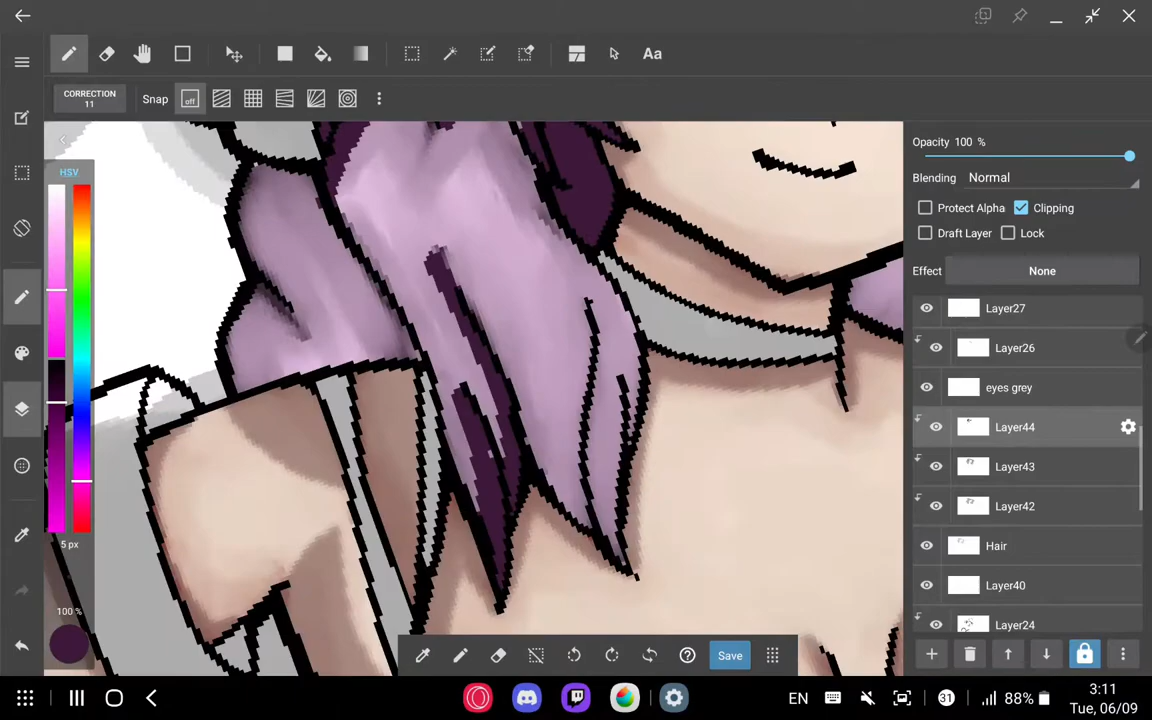 Aa
CORRECTION
11
Snap
off
HSV
5 px
100 %
Opacity 100 %
Blending Normal
Protect Alpha
Clipping
Draft Layer
Lock
Effect
None
Layer27
Layer26
eyes grey
Layer44
Layer43
Layer42
Hair
Layer40
Layer24
Save
EN
31
88%
3:11
Tue, 06/09